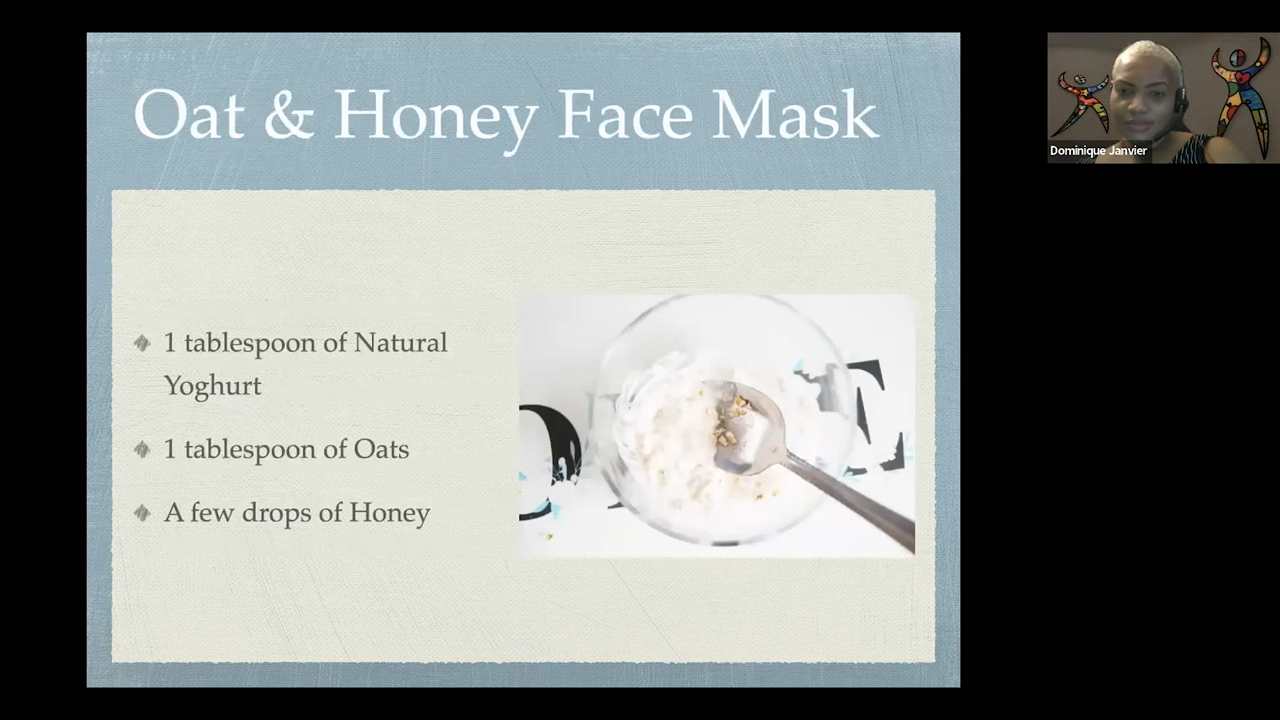 Oat & Honey Face Mask
1 tablespoon of Natural
Yoghurt
1 tablespoon of Oats
A few drops of Honey
Dominique Janvier